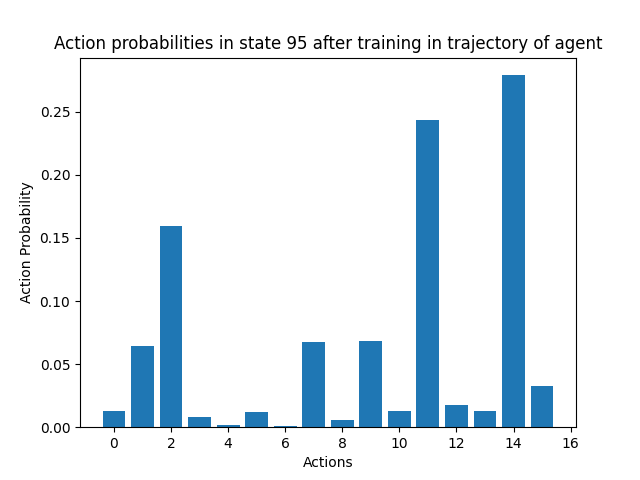 Action probabilities in state 95 after training in trajectory of agent
0.25
0.20
0.15
0.10
0.05
0.00
Action Probability
0 2 4 6 8 10 12 14 16
Actions